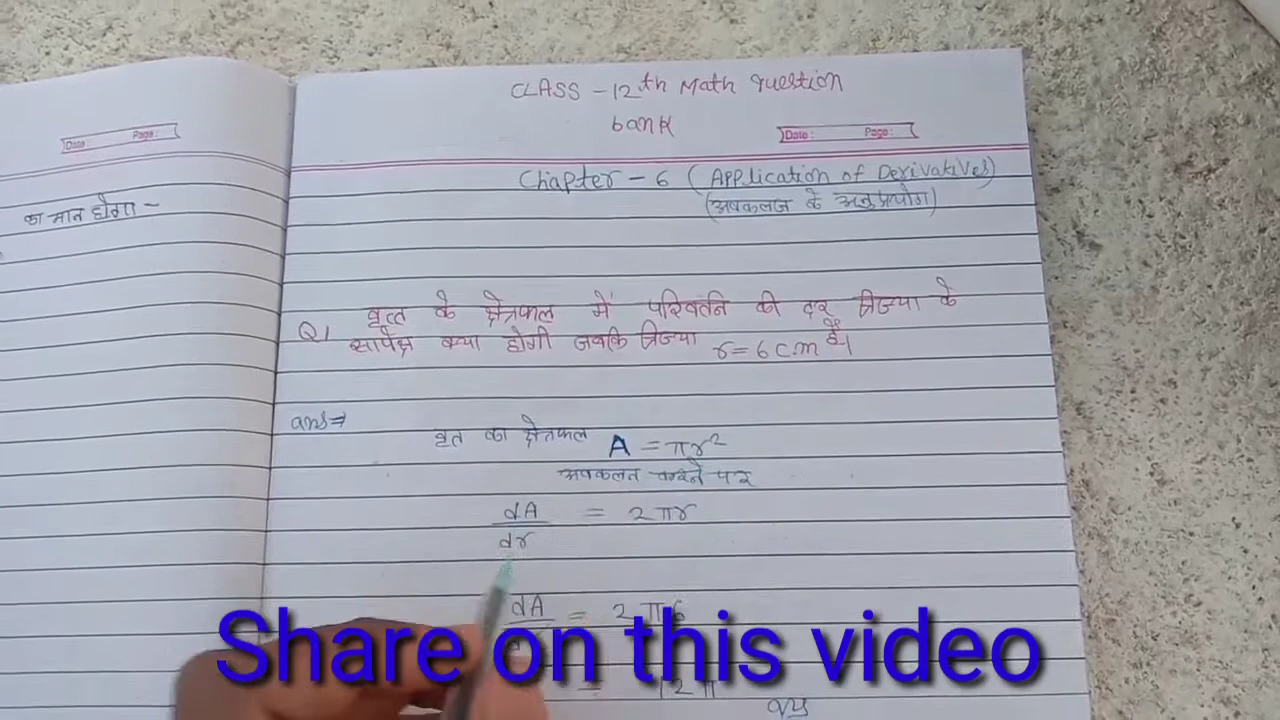 Date : Page :
का मान होगा -
CLASS - 12th Math question
bank
Date : Page :
Chapter - 6 ( Application of Derivatives)
(अवकलज के अनुप्रयोग)
Q1 वृत्त के क्षेत्रफल में परिवर्तन की दर त्रिज्या के
सापेक्ष क्या होगी जबकि त्रिज्या r = 6 c.m है।
ans ⇒
वृत का क्षेत्रफल A = πr²
अवकलन करने पर
dA/dr = 2πr
dA = 2π6
= 12π
Share on this video